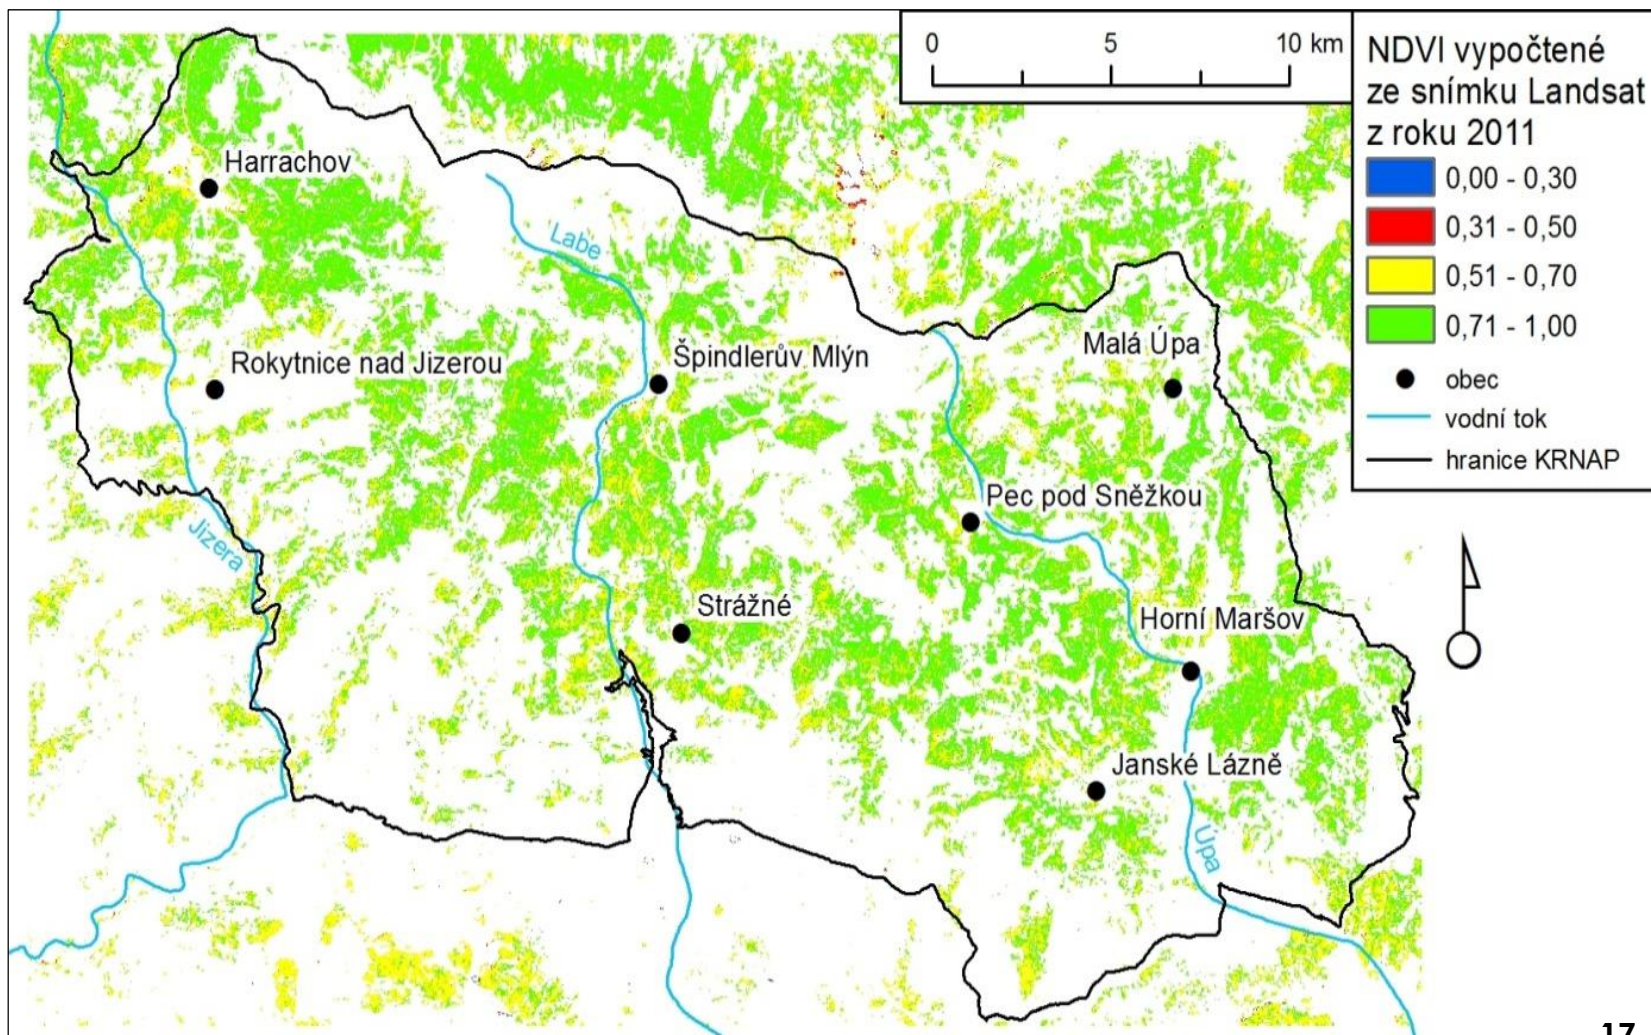 0 5 10 km
NDVI vypočtené
ze snímku Landsat
z roku 2011
0,00 - 0,30
0,31 - 0,50
0,51 - 0,70
0,71 - 1,00
obec
vodní tok
hranice KRNAP
Harrachov
Labe
Rokytnice nad Jizerou
Špindlerův Mlýn
Malá Úpa
Pec pod Sněžkou
Jizera
Strážné
Horní Maršov
Janské Lázně
Úpa
17